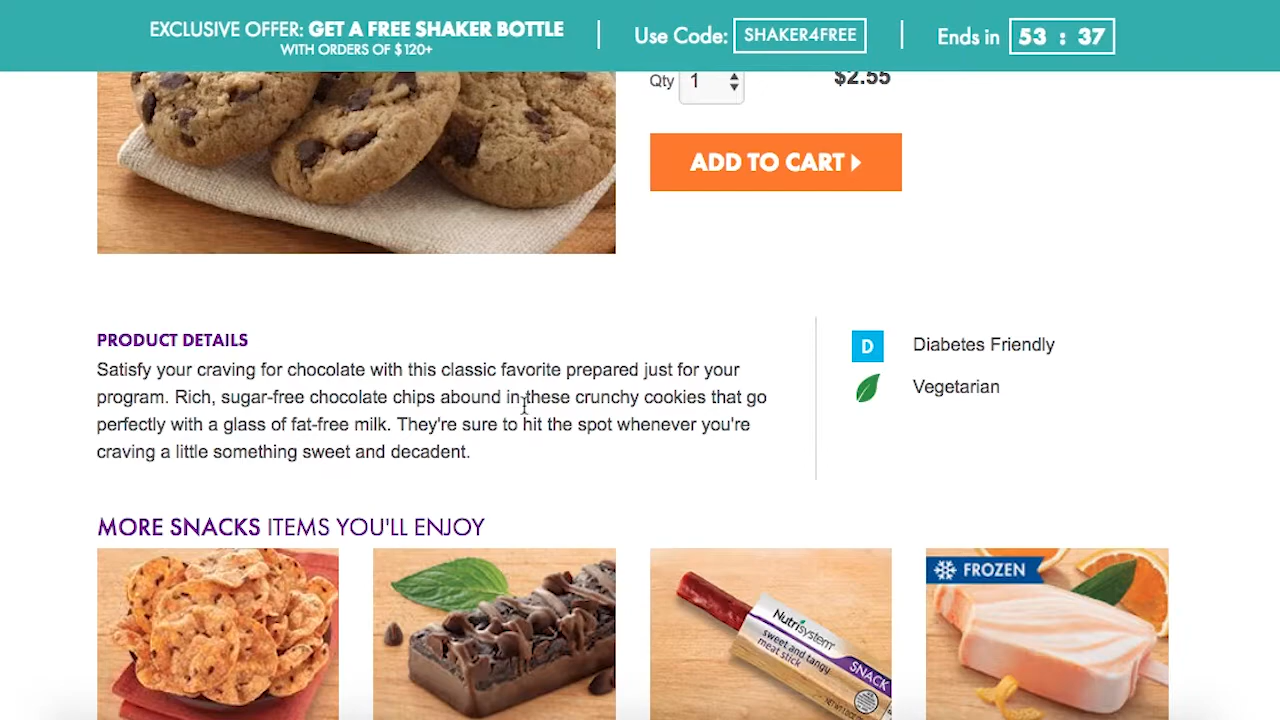 EXCLUSIVE OFFER: GET A FREE SHAKER BOTTLE
WITH ORDERS OF $120+
Use Code: SHAKER4FREE
Ends in 53 : 37
Qty 1
$2.55
ADD TO CART
PRODUCT DETAILS
Satisfy your craving for chocolate with this classic favorite prepared just for your
program. Rich, sugar-free chocolate chips abound in these crunchy cookies that go
perfectly with a glass of fat-free milk. They're sure to hit the spot whenever you're
craving a little something sweet and decadent.
D Diabetes Friendly
Vegetarian
MORE SNACKS ITEMS YOU'LL ENJOY
Nutrisystem
sweet and tangy
meat stick
SNACK
FROZEN